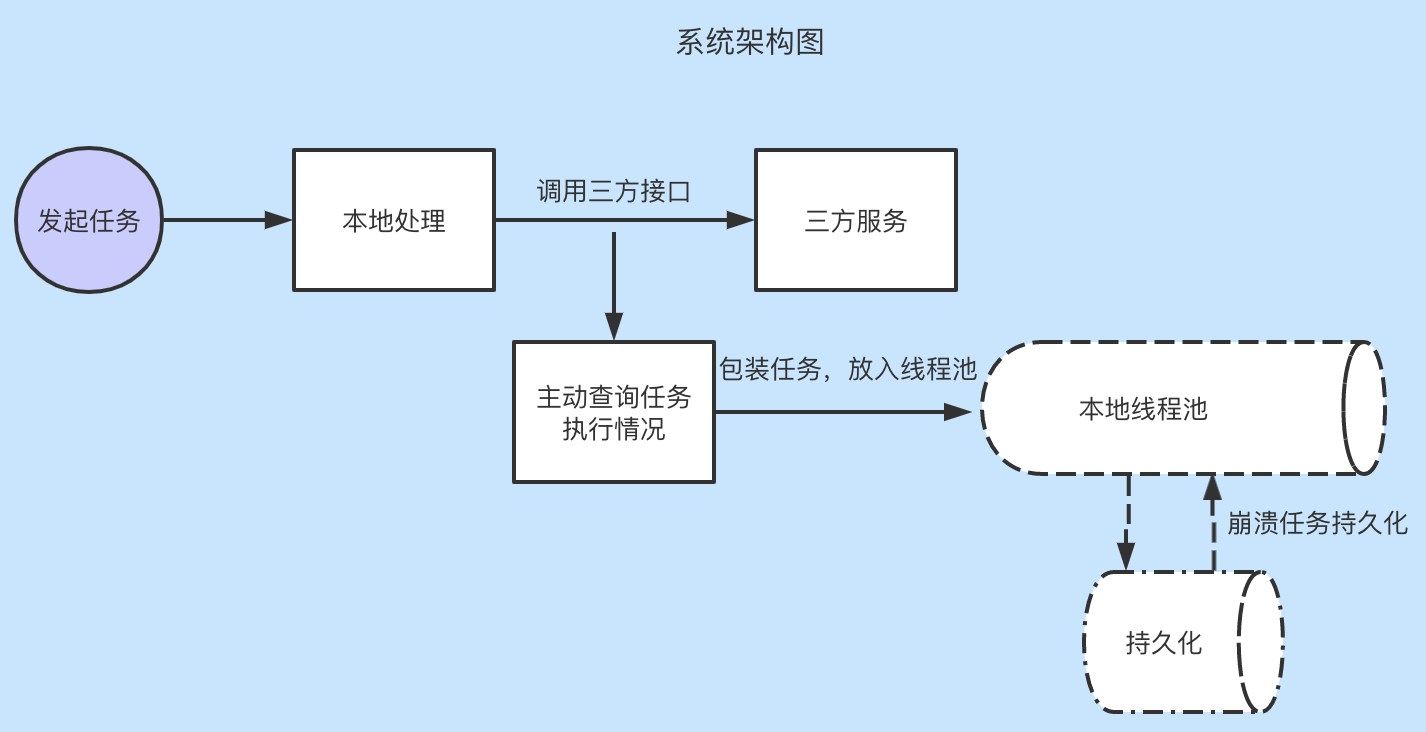 系统架构图
发起任务
本地处理
调用三方接口
三方服务
主动查询任务
执行情况
包装任务，放入线程池
本地线程池
崩溃任务持久化
持久化